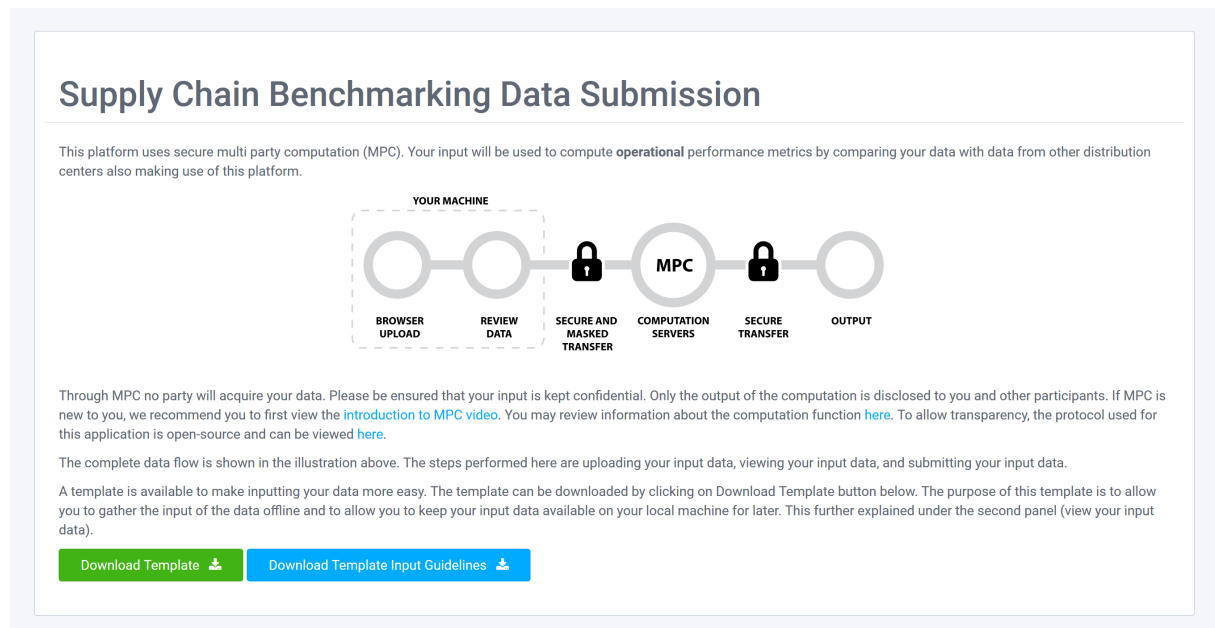 Supply Chain Benchmarking Data Submission
This platform uses secure multi party computation (MPC). Your input will be used to compute operational performance metrics by comparing your data with data from other distribution
centers also making use of this platform.
YOUR MACHINE
MPC
BROWSER
UPLOAD
REVIEW
DATA
SECURE AND
MASKED
TRANSFER
COMPUTATION
SERVERS
SECURE
TRANSFER
OUTPUT
Through MPC no party will acquire your data. Please be ensured that your input is kept confidential. Only the output of the computation is disclosed to you and other participants. If MPC is
new to you, we recommend you to first view the introduction to MPC video. You may review information about the computation function here. To allow transparency, the protocol used for
this application is open-source and can be viewed here.
The complete data flow is shown in the illustration above. The steps performed here are uploading your input data, viewing your input data, and submitting your input data.
A template is available to make inputting your data more easy. The template can be downloaded by clicking on Download Template button below. The purpose of this template is to allow
you to gather the input of the data offline and to allow you to keep your input data available on your local machine for later. This further explained under the second panel (view your input
data).
Download Template
Download Template Input Guidelines